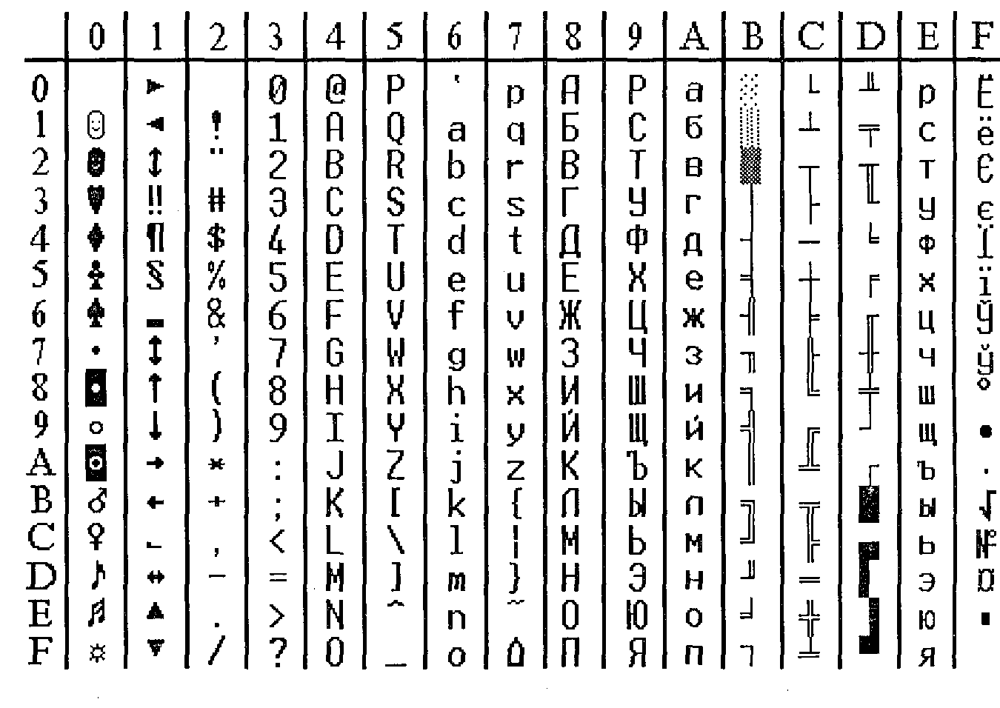 0 1 2 3 4 5 6 7 8 9 A B C D E F
0 ► 0 @ P ` p А Р а ░ └ ╨ р Ё
1 ☺ ◄ ! 1 A Q a q Б С б ▒ ┴ ╤ с ё
2 ☻ ↕ " 2 B R b r В Т в ▓ ┬ ╥ т Є
3 ♥ ‼ # 3 C S c s Г У г │ ├ ╙ у є
4 ♦ ¶ $ 4 D T d t Д Ф д ┤ ─ ╘ ф Ї
5 ♣ § % 5 E U e u Е Х е ╡ ┼ ╒ х ї
6 ♠ ▬ & 6 F V f v Ж Ц ж ╢ ╞ ╓ ц Ў
7 • ↨ ' 7 G W g w З Ч з ╖ ╟ ╫ ч ў
8 ◘ ↑ ( 8 H X h x И Ш и ╕ ╚ ╪ ш °
9 ○ ↓ ) 9 I Y i y Й Щ й ╣ ╔ ┘ щ ∙
A ◙ → * : J Z j z К Ъ к ║ ╩ ┌ ъ ·
B ♂ ← + ; K [ k { Л Ы л ╗ ╦ █ ы √
C ♀ ∟ , < L \ l | М Ь м ╝ ╠ ▄ ь №
D ♪ ↔ - = M ] m } Н Э н ╜ ═ ▌ э ¤
E ♬ ▲ . > N ^ n ~ О Ю о ╛ ╬ ▐ ю ■
F ☼ ▼ / ? O _ o ⌂ П Я п ┐ ╧ ▀ я